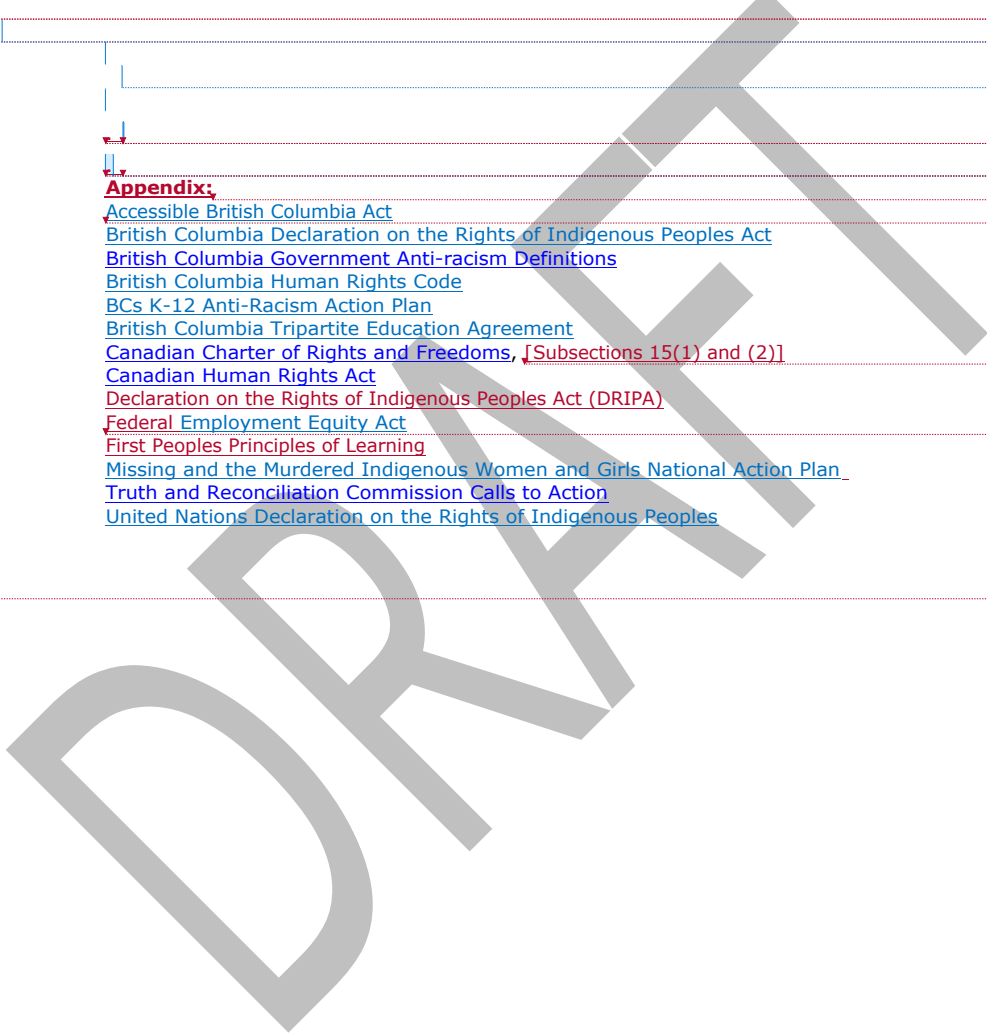 Appendix:
Accessible British Columbia Act
British Columbia Declaration on the Rights of Indigenous Peoples Act
British Columbia Government Anti-racism Definitions
British Columbia Human Rights Code
BCs K-12 Anti-Racism Action Plan
British Columbia Tripartite Education Agreement
Canadian Charter of Rights and Freedoms, [Subsections 15(1) and (2)]
Canadian Human Rights Act
Declaration on the Rights of Indigenous Peoples Act (DRIPA)
Federal Employment Equity Act
First Peoples Principles of Learning
Missing and the Murdered Indigenous Women and Girls National Action Plan
Truth and Reconciliation Commission Calls to Action
United Nations Declaration on the Rights of Indigenous Peoples
DRAFT